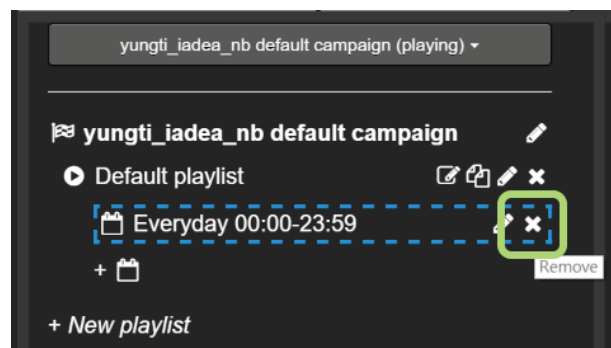 yungti_iadea_nb default campaign (playing)
yungti_iadea_nb default campaign
Default playlist
Everyday 00:00-23:59
Remove
+
+ New playlist